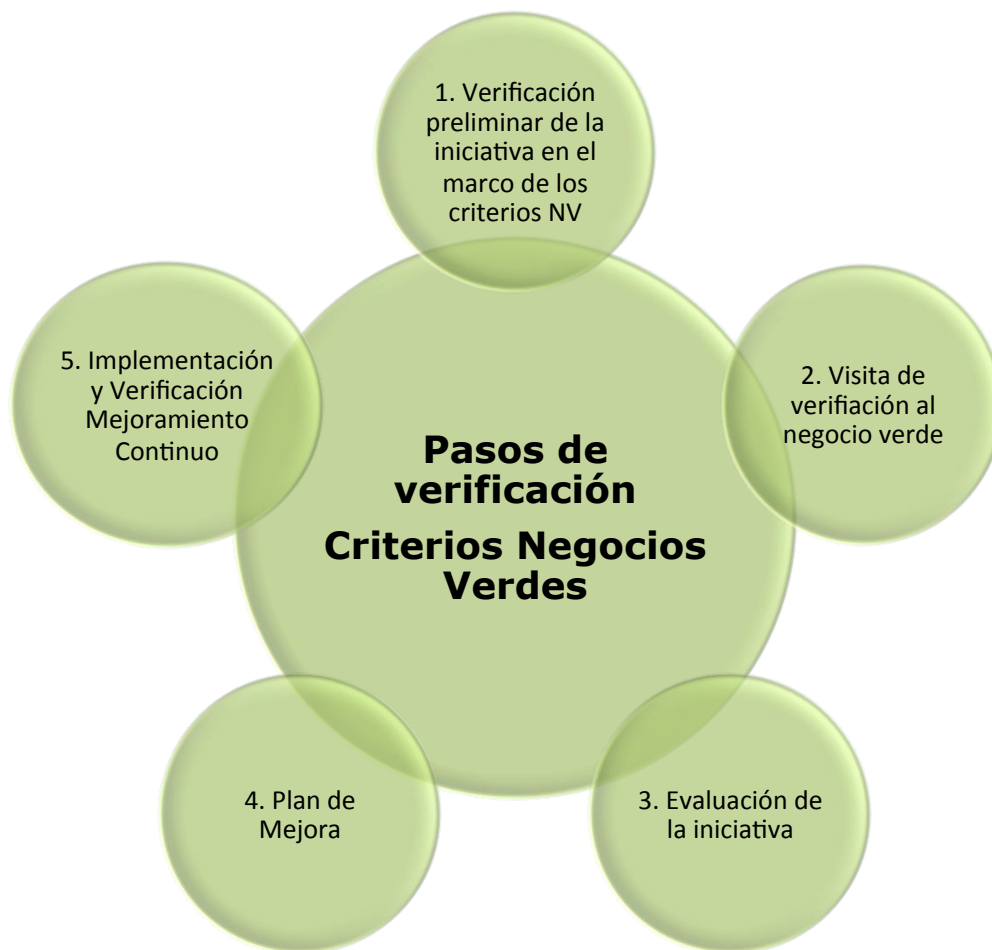 1. Verificación
preliminar de la
iniciativa en el
marco de los
criterios NV
2. Visita de
verifiación al
negocio verde
3. Evaluación de
la iniciativa
4. Plan de
Mejora
5. Implementación
y Verificación
Mejoramiento
Continuo
Pasos de
verificación
Criterios Negocios
Verdes